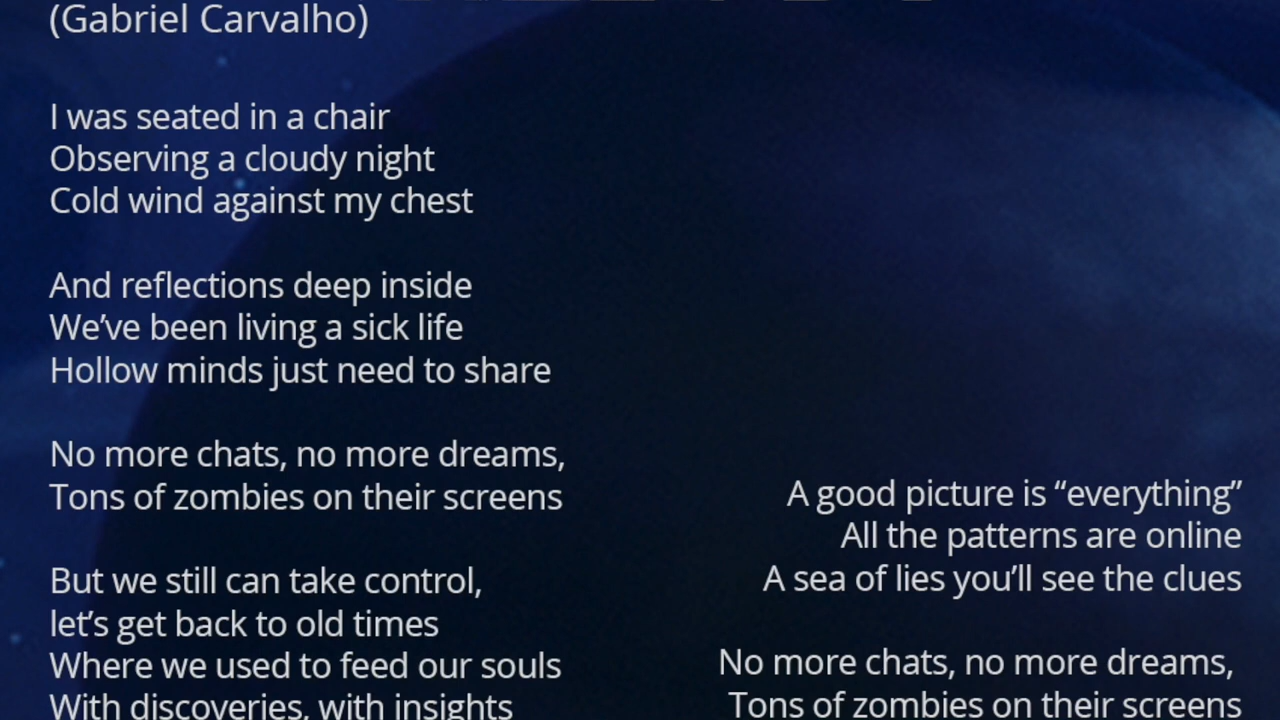 (Gabriel Carvalho)
I was seated in a chair
Observing a cloudy night
Cold wind against my chest
And reflections deep inside
We’ve been living a sick life
Hollow minds just need to share
No more chats, no more dreams,
Tons of zombies on their screens
But we still can take control,
let’s get back to old times
Where we used to feed our souls
With discoveries, with insights
A good picture is “everything”
All the patterns are online
A sea of lies you’ll see the clues
No more chats, no more dreams,
Tons of zombies on their screens